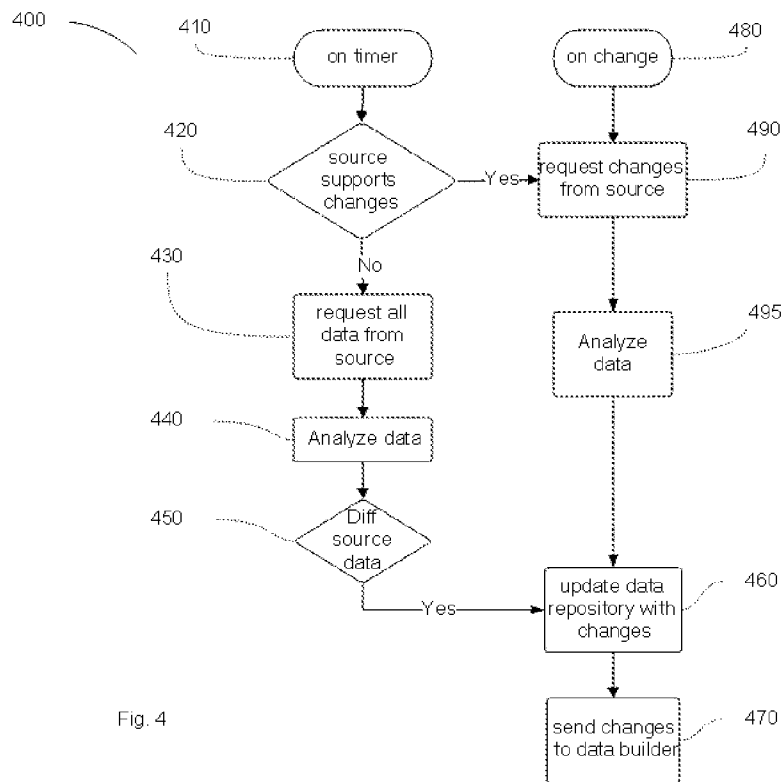 400
410
on timer
on change
480
420
source
supports
changes
Yes
request changes
from source
490
No
430
request all
data from
source
Analyze
data
495
440
Analyze data
450
Diff
source
data
Yes
update data
repository with
changes
460
Fig. 4
send changes
to data builder
470